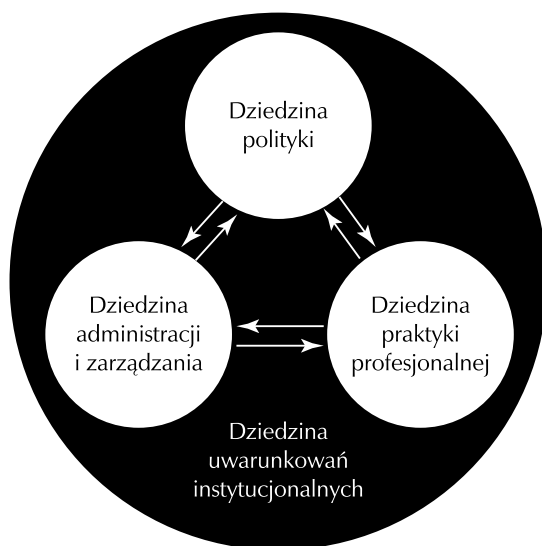 Dziedzina
polityki
Dziedzina
administracji
i zarządzania
Dziedzina
praktyki
profesjonalnej
Dziedzina
uwarunkowań
instytucjonalnych